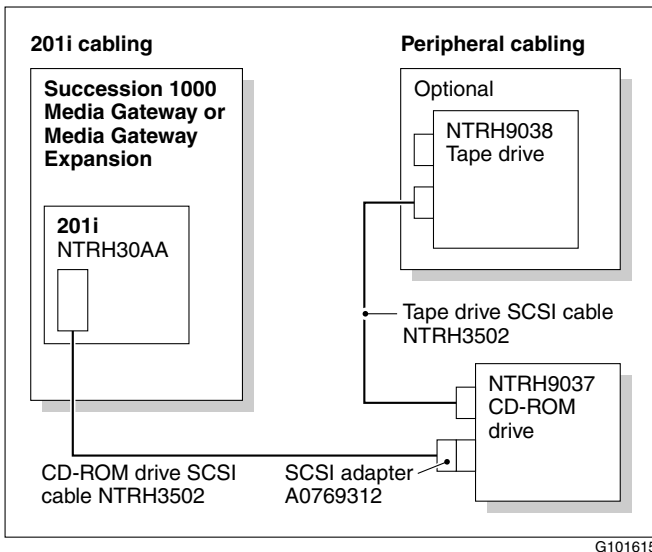 201i cabling
Succession 1000
Media Gateway or
Media Gateway
Expansion
201i
NTRH30AA
CD-ROM drive SCSI
cable NTRH3502
SCSI adapter
A0769312
Peripheral cabling
Optional
NTRH9038
Tape drive
Tape drive SCSI cable
NTRH3502
NTRH9037
CD-ROM
drive
G101615